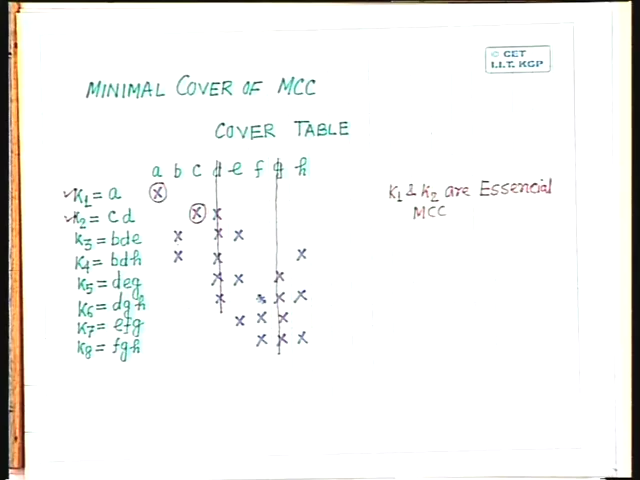 © CET
I.I.T. KGP
MINIMAL COVER OF MCC
COVER TABLE
a b c d e f g h
✓K1 = a ⓧ
✓K2 = cd ⓧ x
K3 = bde x x x
K4 = bdh x x x
K5 = deg x x x
K6 = dgh x x x x
K7 = efg x x x
K8 = fgh x x x
K1 & K2 are Essencial
MCC